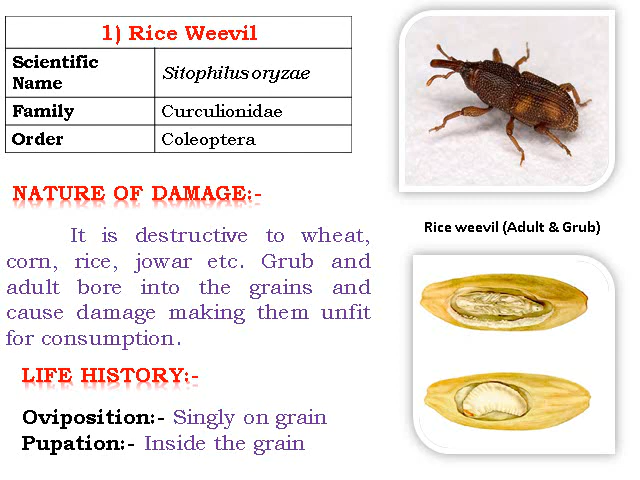 1) Rice Weevil
Scientific
Name
Sitophilus oryzae
Family
Curculionidae
Order
Coleoptera
NATURE OF DAMAGE:-
It is destructive to wheat,
corn, rice, jowar etc. Grub and
adult bore into the grains and
cause damage making them unfit
for consumption.
LIFE HISTORY:-
Oviposition:- Singly on grain
Pupation:- Inside the grain
Rice weevil (Adult & Grub)